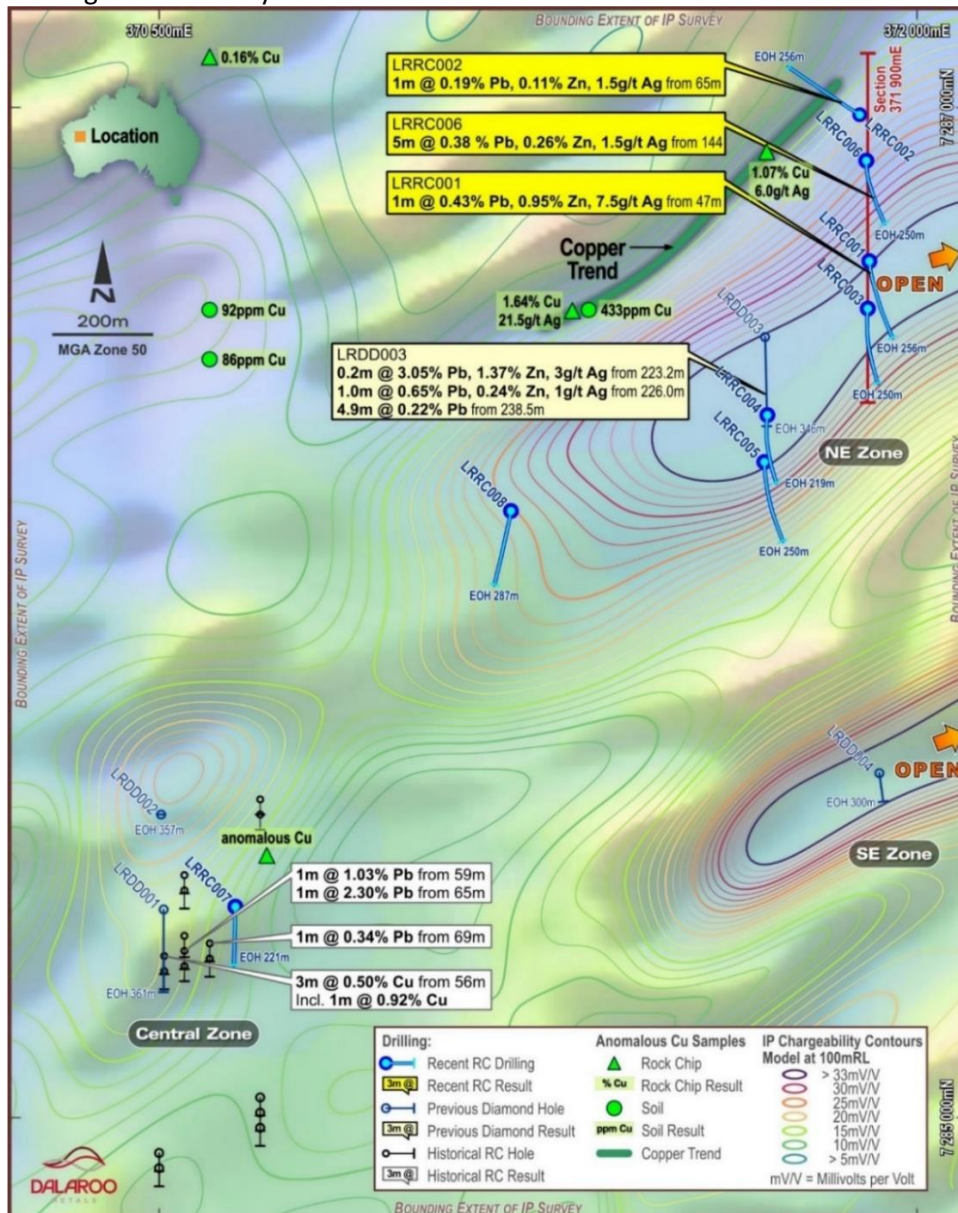 BOUNDING EXTENT OF IP SURVEY
370 500mE
372 000mE
0.16% Cu
Location
LRRC002
1m @ 0.19% Pb, 0.11% Zn, 1.5g/t Ag from 65m
LRRC006
5m @ 0.38 % Pb, 0.26% Zn, 1.5g/t Ag from 144
LRRC001
1m @ 0.43% Pb, 0.95% Zn, 7.5g/t Ag from 47m
EOH 256m
Section
371 900mE
7 287 000mN
LRRC002
LRRC006
1.07% Cu
6.0g/t Ag
EOH 250m
LRRC001
Copper
Trend
OPEN
LRRC003
N
200m
MGA Zone 50
92ppm Cu
86ppm Cu
1.64% Cu
21.5g/t Ag
433ppm Cu
LRDD003
EOH 256m
LRDD003
0.2m @ 3.05% Pb, 1.37% Zn, 3g/t Ag from 223.2m
1.0m @ 0.65% Pb, 0.24% Zn, 1g/t Ag from 226.0m
4.9m @ 0.22% Pb from 238.5m
EOH 250m
LRRC004
EOH 346m
LRRC005
NE Zone
EOH 219m
LRRC008
EOH 250m
EOH 287m
BOUNDING EXTENT OF IP SURVEY
BOUNDING EXTENT OF IP SURVEY
LRDD004
OPEN
EOH 300m
SE Zone
LRDD002
EOH 357m
anomalous Cu
LRDD001
LRRC007
1m @ 1.03% Pb from 59m
1m @ 2.30% Pb from 65m
1m @ 0.34% Pb from 69m
EOH 221m
3m @ 0.50% Cu from 56m
Incl. 1m @ 0.92% Cu
EOH 361m
Central Zone
Drilling:
Recent RC Drilling
3m @ Recent RC Result
Previous Diamond Hole
3m @ Previous Diamond Result
Historical RC Hole
3m @ Historical RC Result
Anomalous Cu Samples
Rock Chip
% Cu Rock Chip Result
Soil
ppm Cu Soil Result
Copper Trend
IP Chargeability Contours
Model at 100mRL
> 33mV/V
30mV/V
25mV/V
20mV/V
15mV/V
10mV/V
> 5mV/V
mV/V = Millivolts per Volt
7 285 000mN
DALAROO
METALS
BOUNDING EXTENT OF IP SURVEY